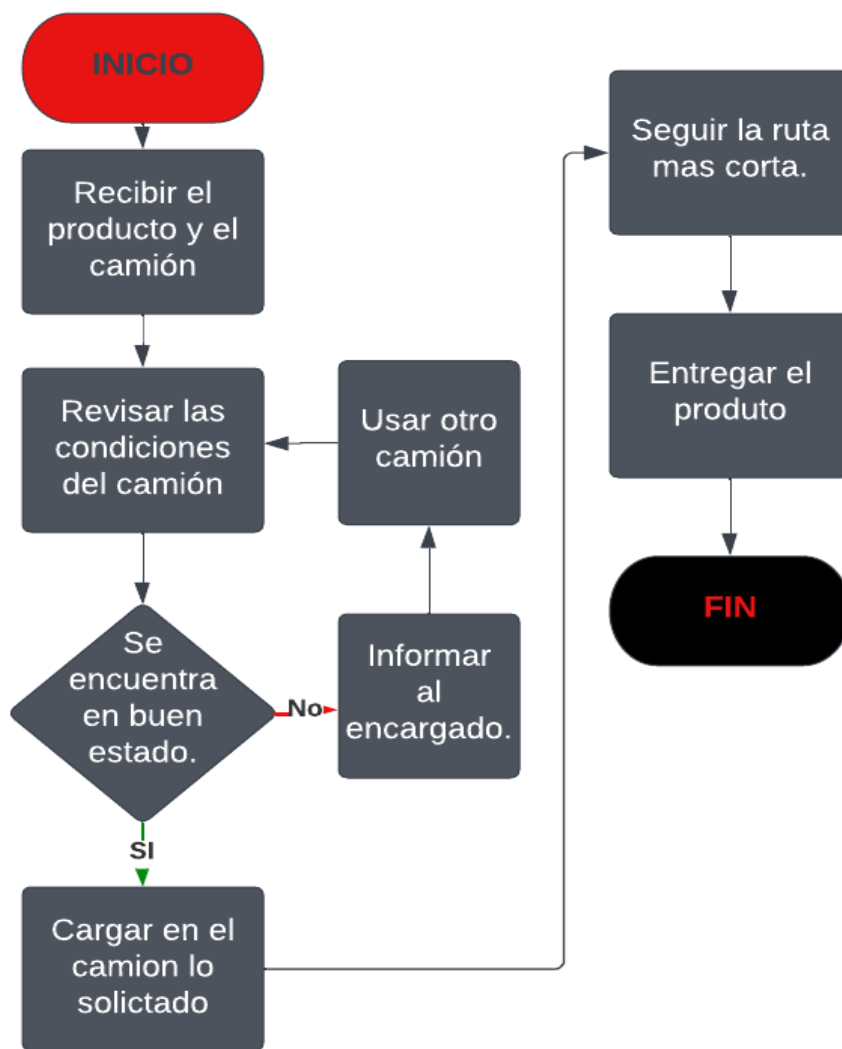 INICIO
Recibir el
producto y el
camión
Revisar las
condiciones
del camión
Se
encuentra
en buen
estado.
No
Informar
al
encargado.
Usar otro
camión
SI
Cargar en el
camion lo
solictado
Seguir la ruta
mas corta.
Entregar el
produto
FIN